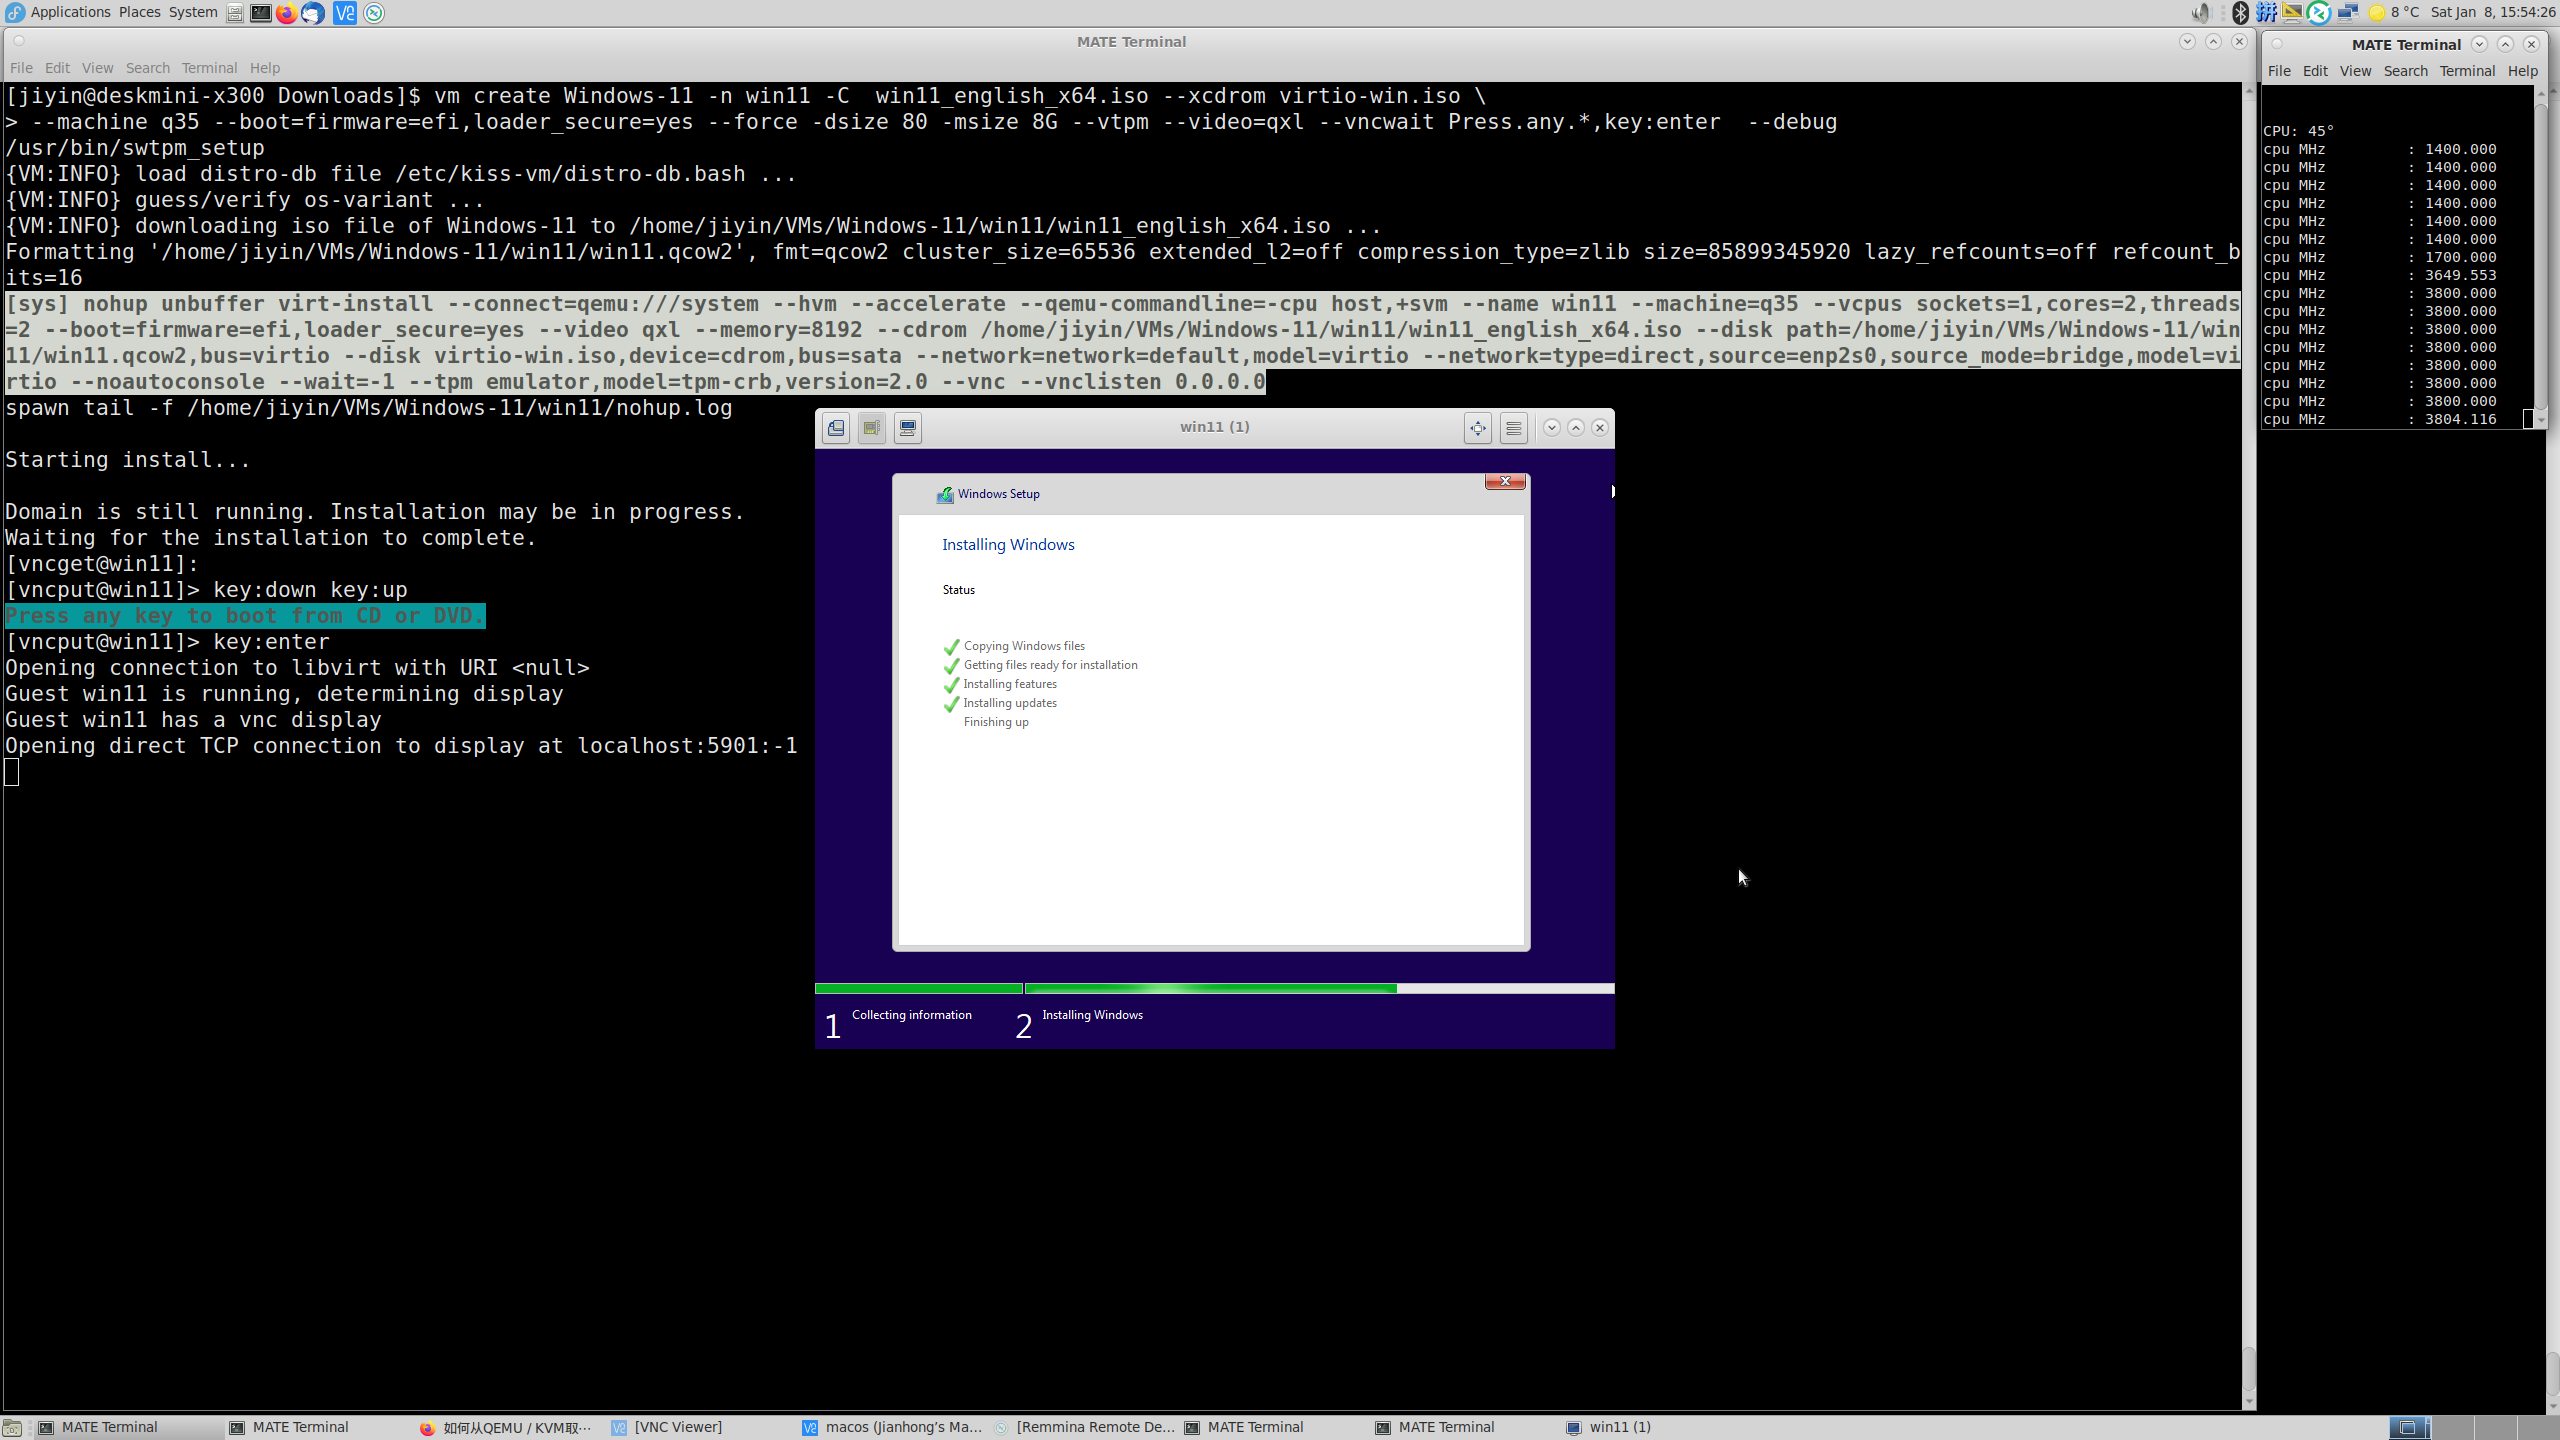 Applications Places System
8 °C Sat Jan 8, 15:54:26
MATE Terminal
File Edit View Search Terminal Help
[jiyin@deskmini-x300 Downloads]$ vm create Windows-11 -n win11 -C  win11_english_x64.iso --xcdrom virtio-win.iso \
> --machine q35 --boot=firmware=efi,loader_secure=yes --force -dsize 80 -msize 8G --vtpm --video=qxl --vncwait Press.any.*,key:enter  --debug
/usr/bin/swtpm_setup
{VM:INFO} load distro-db file /etc/kiss-vm/distro-db.bash ...
{VM:INFO} guess/verify os-variant ...
{VM:INFO} downloading iso file of Windows-11 to /home/jiyin/VMs/Windows-11/win11/win11_english_x64.iso ...
Formatting '/home/jiyin/VMs/Windows-11/win11/win11.qcow2', fmt=qcow2 cluster_size=65536 extended_l2=off compression_type=zlib size=85899345920 lazy_refcounts=off refcount_b
its=16
[sys] nohup unbuffer virt-install --connect=qemu:///system --hvm --accelerate --qemu-commandline=-cpu host,+svm --name win11 --machine=q35 --vcpus sockets=1,cores=2,threads
=2 --boot=firmware=efi,loader_secure=yes --video qxl --memory=8192 --cdrom /home/jiyin/VMs/Windows-11/win11/win11_english_x64.iso --disk path=/home/jiyin/VMs/Windows-11/win
11/win11.qcow2,bus=virtio --disk virtio-win.iso,device=cdrom,bus=sata --network=network=default,model=virtio --network=type=direct,source=enp2s0,source_mode=bridge,model=vi
rtio --noautoconsole --wait=-1 --tpm emulator,model=tpm-crb,version=2.0 --vnc --vnclisten 0.0.0.0
spawn tail -f /home/jiyin/VMs/Windows-11/win11/nohup.log
Starting install...
Domain is still running. Installation may be in progress.
Waiting for the installation to complete.
[vncget@win11]:
[vncput@win11]> key:down key:up
Press any key to boot from CD or DVD.
[vncput@win11]> key:enter
Opening connection to libvirt with URI <null>
Guest win11 is running, determining display
Guest win11 has a vnc display
Opening direct TCP connection to display at localhost:5901:-1
win11 (1)
Windows Setup
Installing Windows
Status
Copying Windows files
Getting files ready for installation
Installing features
Installing updates
Finishing up
1 Collecting information
2 Installing Windows
MATE Terminal
File Edit View Search Terminal Help
CPU: 45°
cpu MHz : 1400.000
cpu MHz : 1400.000
cpu MHz : 1400.000
cpu MHz : 1400.000
cpu MHz : 1400.000
cpu MHz : 1400.000
cpu MHz : 1700.000
cpu MHz : 3649.553
cpu MHz : 3800.000
cpu MHz : 3800.000
cpu MHz : 3800.000
cpu MHz : 3800.000
cpu MHz : 3800.000
cpu MHz : 3800.000
cpu MHz : 3800.000
cpu MHz : 3804.116
MATE Terminal
MATE Terminal
如何从QEMU / KVM取...
[VNC Viewer]
macos (Jianhong's Ma...
[Remmina Remote De...
MATE Terminal
MATE Terminal
win11 (1)